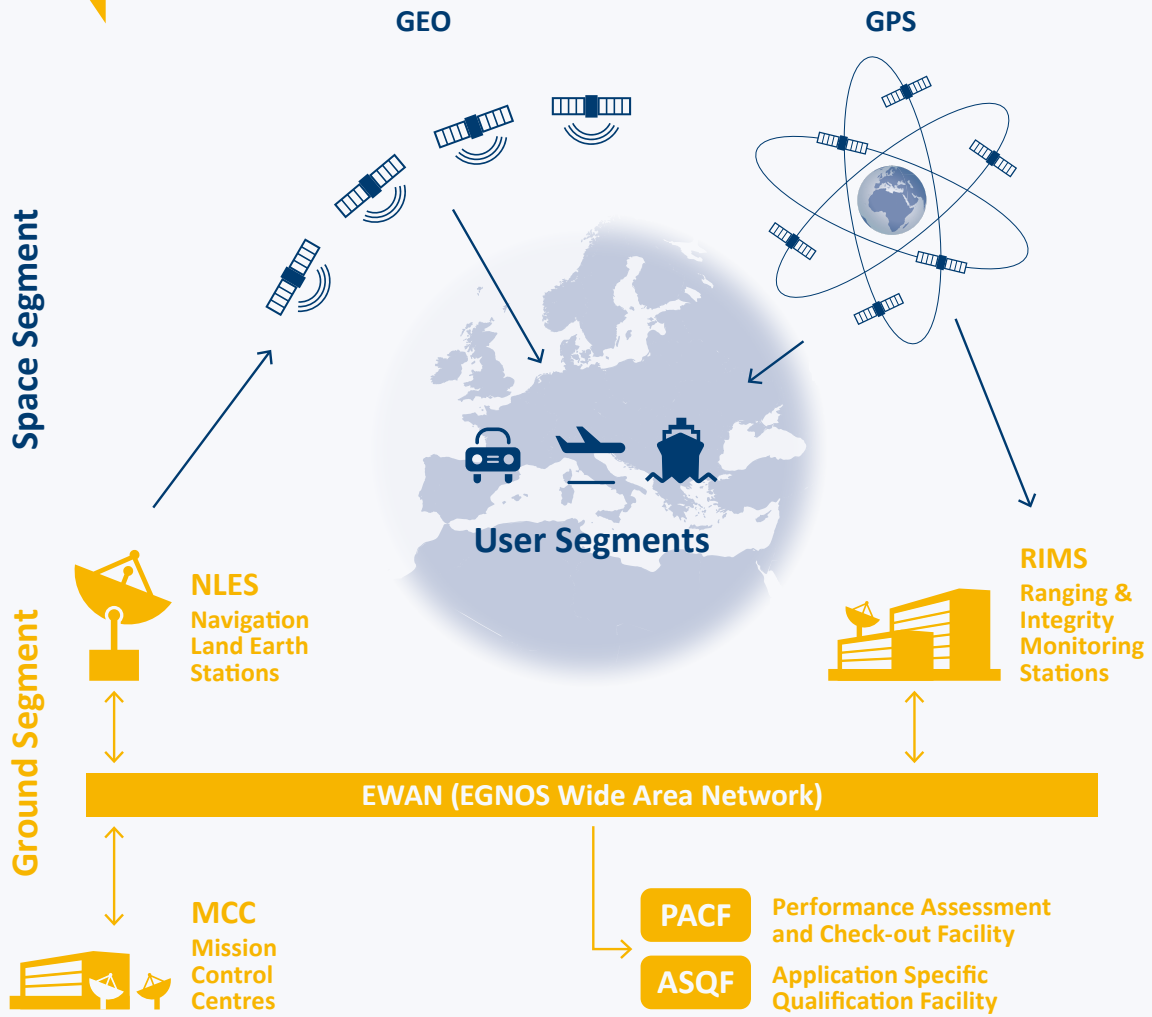 GEO
GPS
Space Segment
User Segments
NLES
Navigation
Land Earth
Stations
RIMS
Ranging &
Integrity
Monitoring
Stations
Ground Segment
EWAN (EGNOS Wide Area Network)
MCC
Mission
Control
Centres
PACF
Performance Assessment
and Check-out Facility
ASQF
Application Specific
Qualification Facility